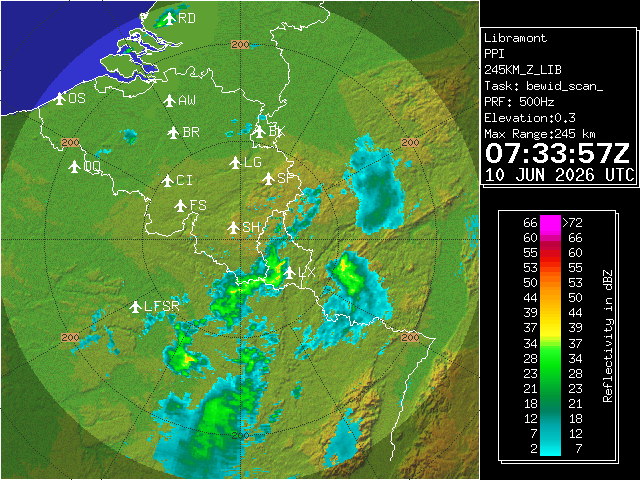 Libramont
PPI
245KM_Z_LIB
Task: bewid_scan_
PRF: 500Hz
Elevation:0.3
Max Range:245 km
07:33:57Z
10 JUN 2026 UTC
RD
200
OS
AW
BR
BK
200
200
QQ
LG
CI
SP
FS
SH
LX
LFSR
200
200
200
66 >72
60 66
55 60
53 55
50 53
44 50
39 44
37 39
34 37
28 34
23 28
21 23
18 21
12 18
7 12
2 7
Reflectivity in dBZ